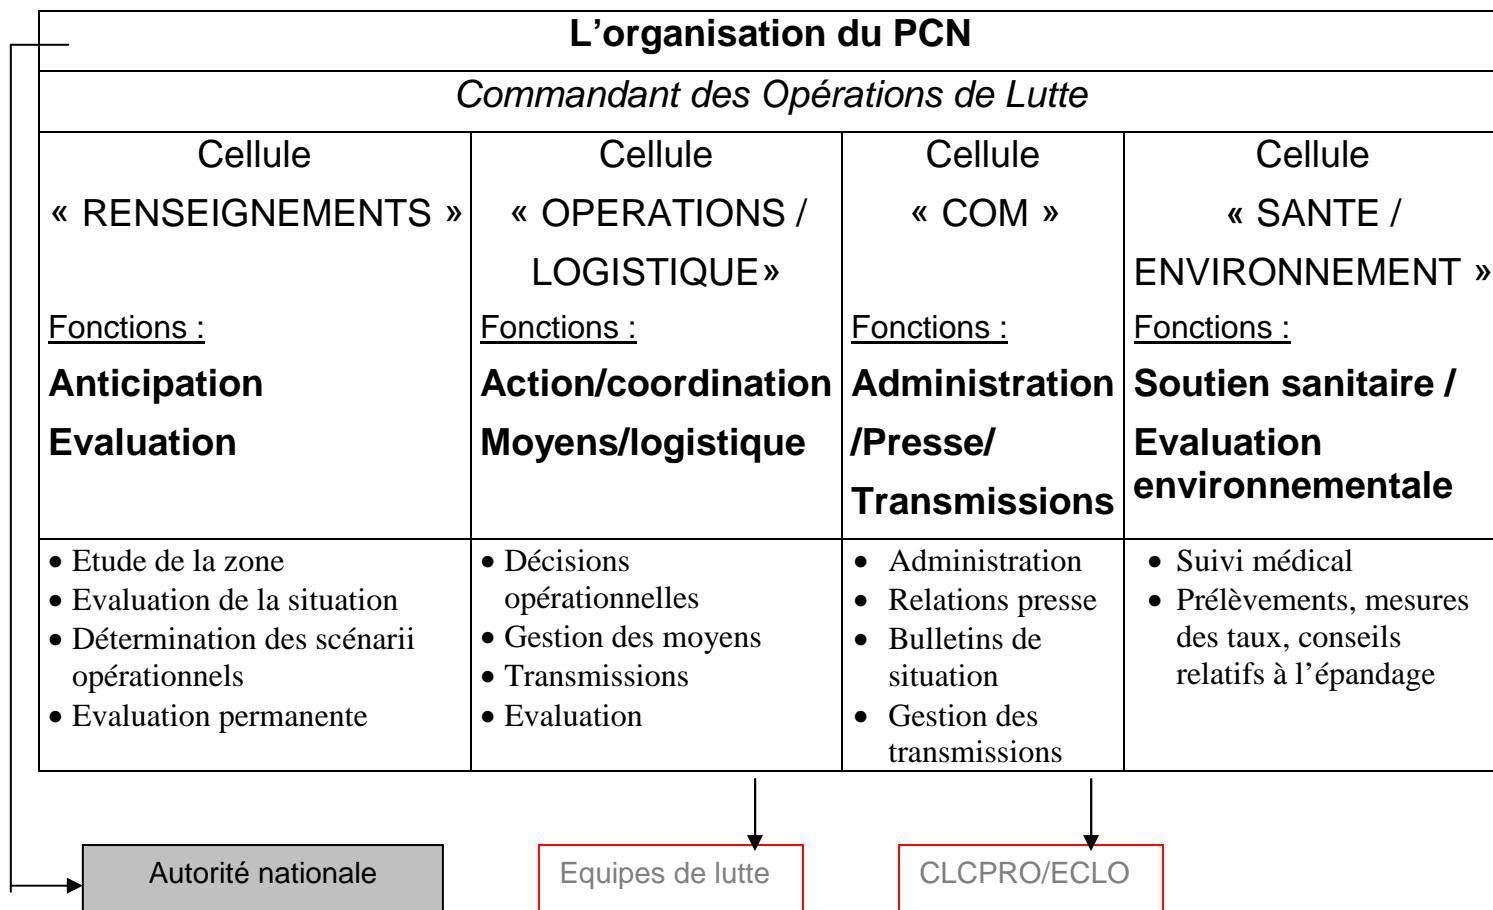 L’organisation du PCN
Commandant des Opérations de Lutte
Cellule
« RENSEIGNEMENTS »
Fonctions :
Anticipation
Evaluation
Cellule
« OPERATIONS /
LOGISTIQUE»
Fonctions :
Action/coordination
Moyens/logistique
Cellule
« COM »
Fonctions :
Administration
/Presse/
Transmissions
Cellule
« SANTE /
ENVIRONNEMENT »
Fonctions :
Soutien sanitaire /
Evaluation
environnementale
• Etude de la zone
• Evaluation de la situation
• Détermination des scénarii
opérationnels
• Evaluation permanente
• Décisions
opérationnelles
• Gestion des moyens
• Transmissions
• Evaluation
• Administration
• Relations presse
• Bulletins de
situation
• Gestion des
transmissions
• Suivi médical
• Prélèvements, mesures
des taux, conseils
relatifs à l’épandage
Autorité nationale
Equipes de lutte
CLCPRO/ECLO